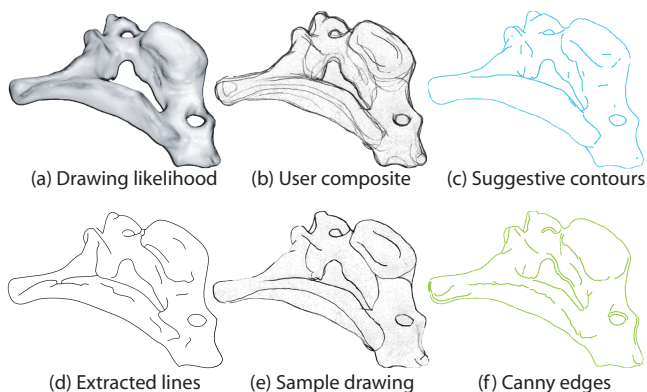 (a) Drawing likelihood
(b) User composite
(c) Suggestive contours
(d) Extracted lines
(e) Sample drawing
(f) Canny edges